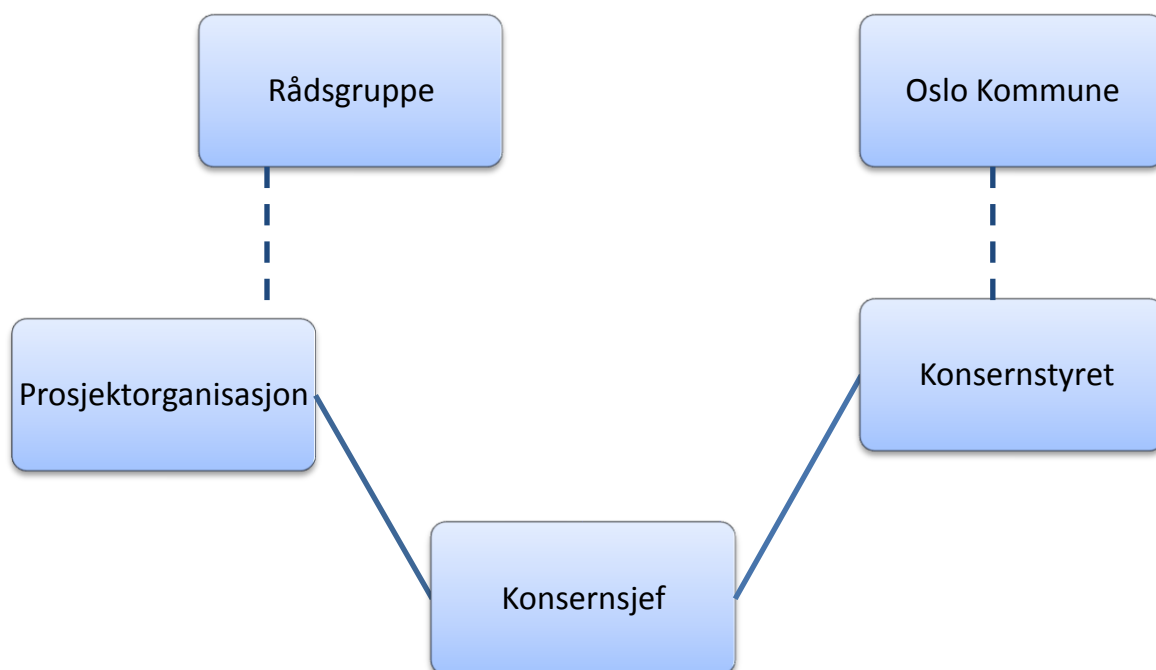 Rådsgruppe
Oslo Kommune
Prosjektorganisasjon
Konsernstyret
Konsernsjef